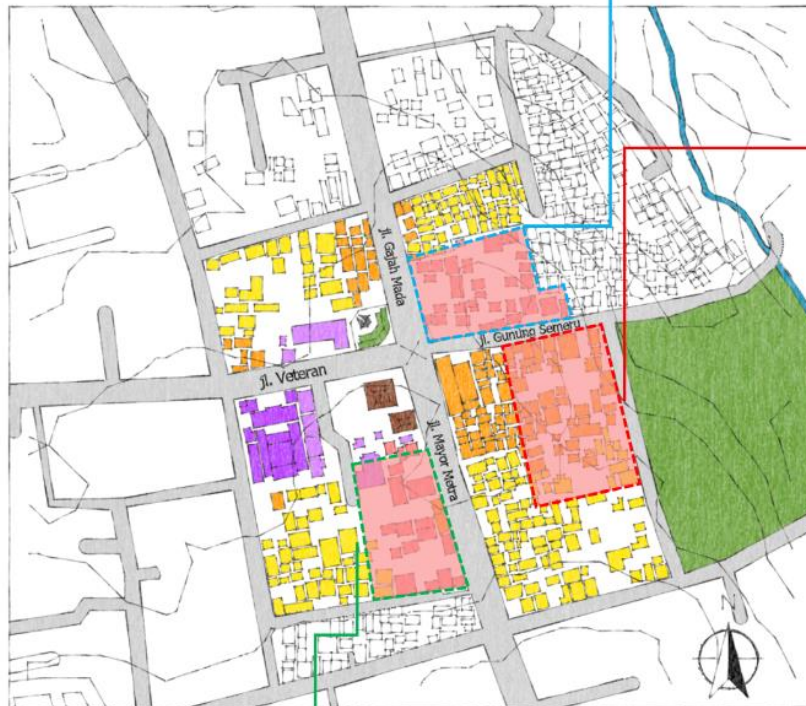 jl. Gajah Mada
jl. Gunung Semeru
jl. Veteran
jl. Mayor Metra
N